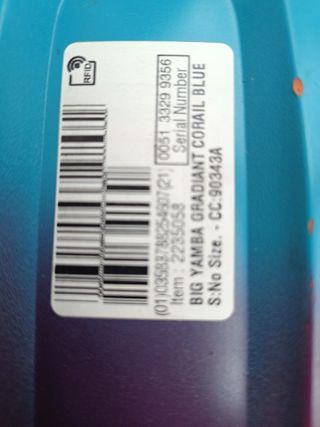 RFID
(01)03583788254607(21)
0051 3329 9356
Serial Number
Item : 2235058
BIG YAMBA GRADIANT CORAIL BLUE
S:No Size. - CC:90343A